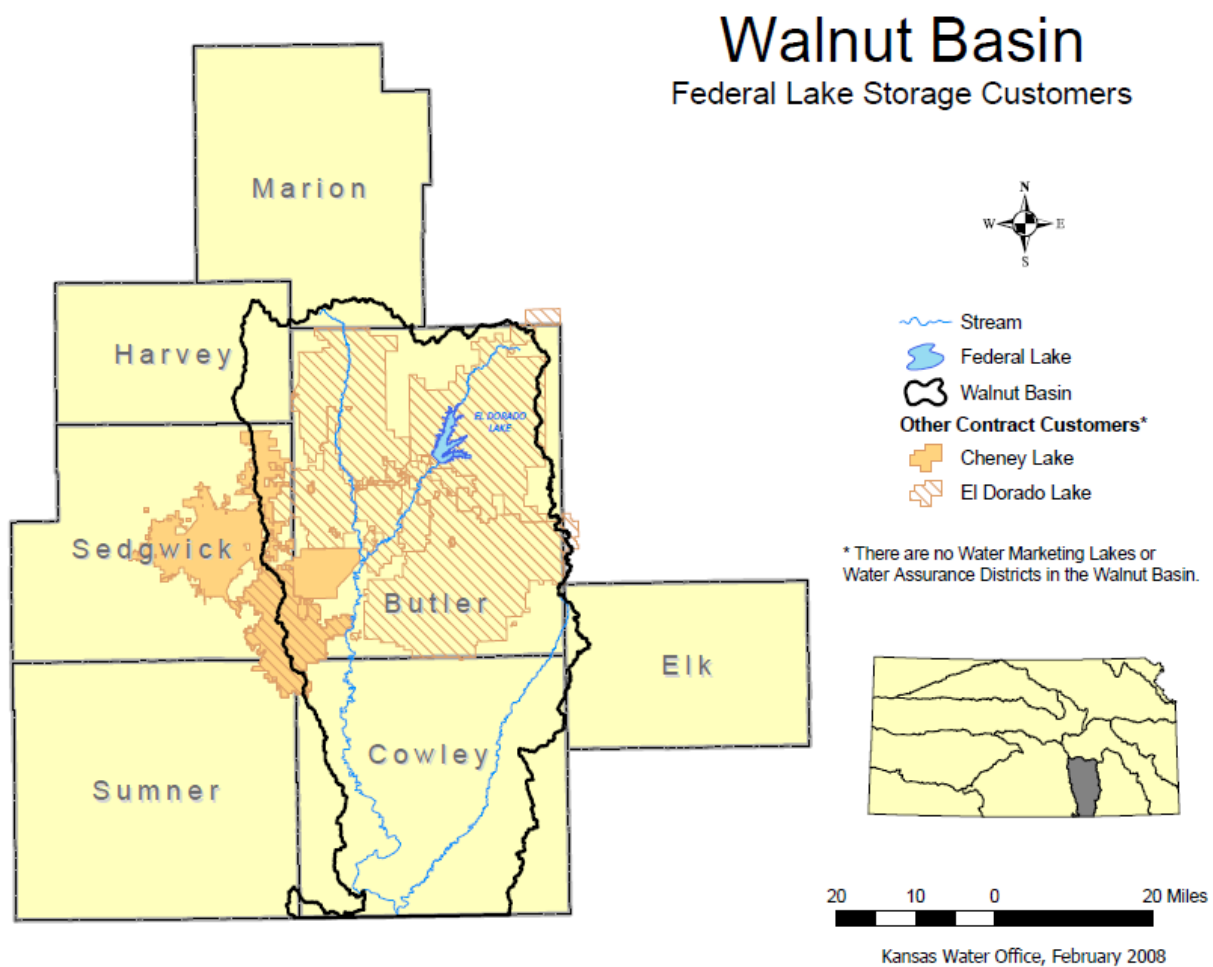 Walnut Basin
Federal Lake Storage Customers
N
W
E
S
Marion
Harvey
EL DORADO
LAKE
Sedgwick
Butler
Elk
Cowley
Sumner
Stream
Federal Lake
Walnut Basin
Other Contract Customers*
Cheney Lake
El Dorado Lake
* There are no Water Marketing Lakes or
Water Assurance Districts in the Walnut Basin.
20 10 0 20 Miles
Kansas Water Office, February 2008